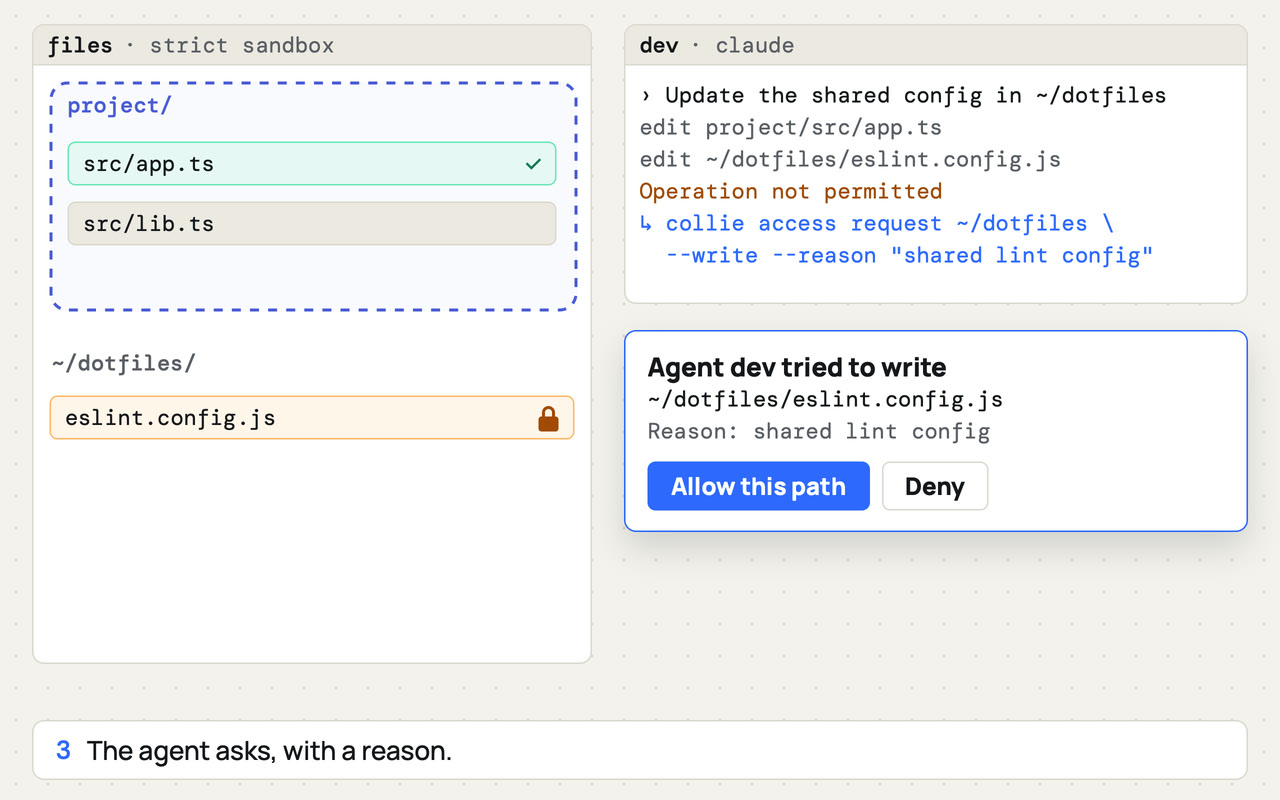 files · strict sandbox
project/
src/app.ts
src/lib.ts
~/dotfiles/
eslint.config.js
dev · claude
› Update the shared config in ~/dotfiles
edit project/src/app.ts
edit ~/dotfiles/eslint.config.js
Operation not permitted
↳ collie access request ~/dotfiles \
--write --reason "shared lint config"
Agent dev tried to write
~/dotfiles/eslint.config.js
Reason: shared lint config
Allow this path
Deny
3 The agent asks, with a reason.